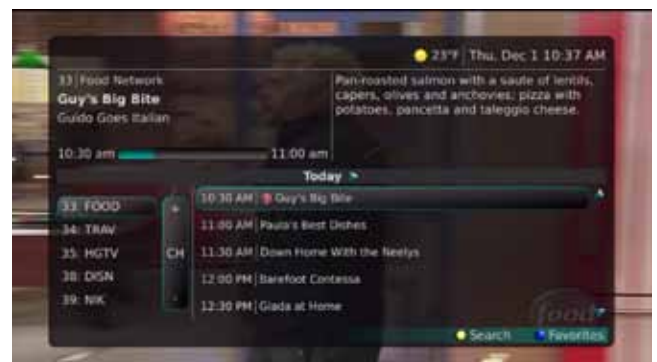 23°F | Thu, Dec 1 10:37 AM
33 | Food Network
Guy's Big Bite
Guido Goes Italian
Pan-roasted salmon with a saute of lentils,
capers, olives and anchovies; pizza with
potatoes, pancetta and taleggio cheese.
10:30 am 11:00 am
Today
33: FOOD
34: TRAV
35: HGTV
38: DISN
39: NIK
+
CH
-
10:30 AM | Guy's Big Bite
11:00 AM | Paula's Best Dishes
11:30 AM | Down Home With the Neelys
12:00 PM | Barefoot Contessa
12:30 PM | Giada at Home
food
Search Favorites